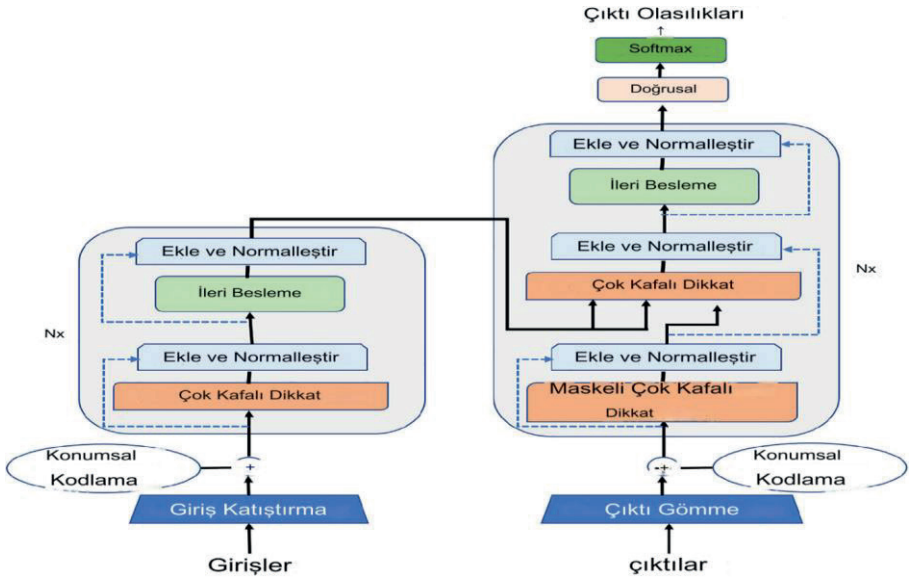 Çıktı Olasılıkları
Softmax
Doğrusal
Ekle ve Normalleştir
İleri Besleme
Ekle ve Normalleştir
Çok Kafalı Dikkat
Nx
Ekle ve Normalleştir
Maskeli Çok Kafalı
Dikkat
Konumsal
Kodlama
Çıktı Gömme
çıktılar
Ekle ve Normalleştir
İleri Besleme
Nx
Ekle ve Normalleştir
Çok Kafalı Dikkat
Konumsal
Kodlama
Giriş Katıştırma
Girişler